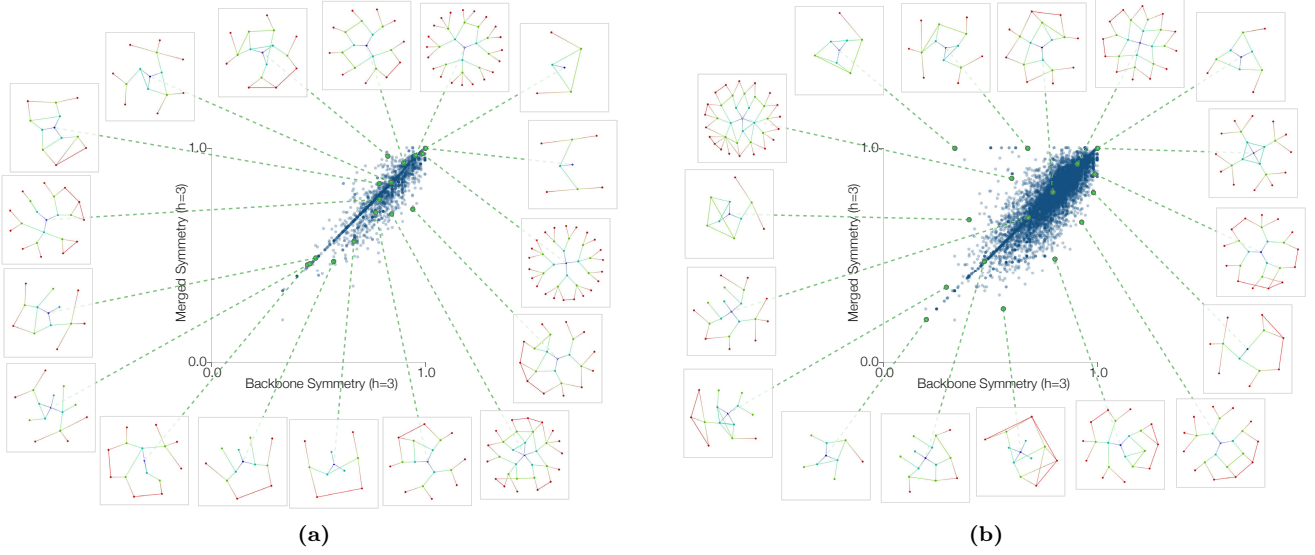 1.0
Merged Symmetry (h=3)
0.0
0.0
1.0
Backbone Symmetry (h=3)
(a)
1.0
Merged Symmetry (h=3)
0.0
0.0
1.0
Backbone Symmetry (h=3)
(b)